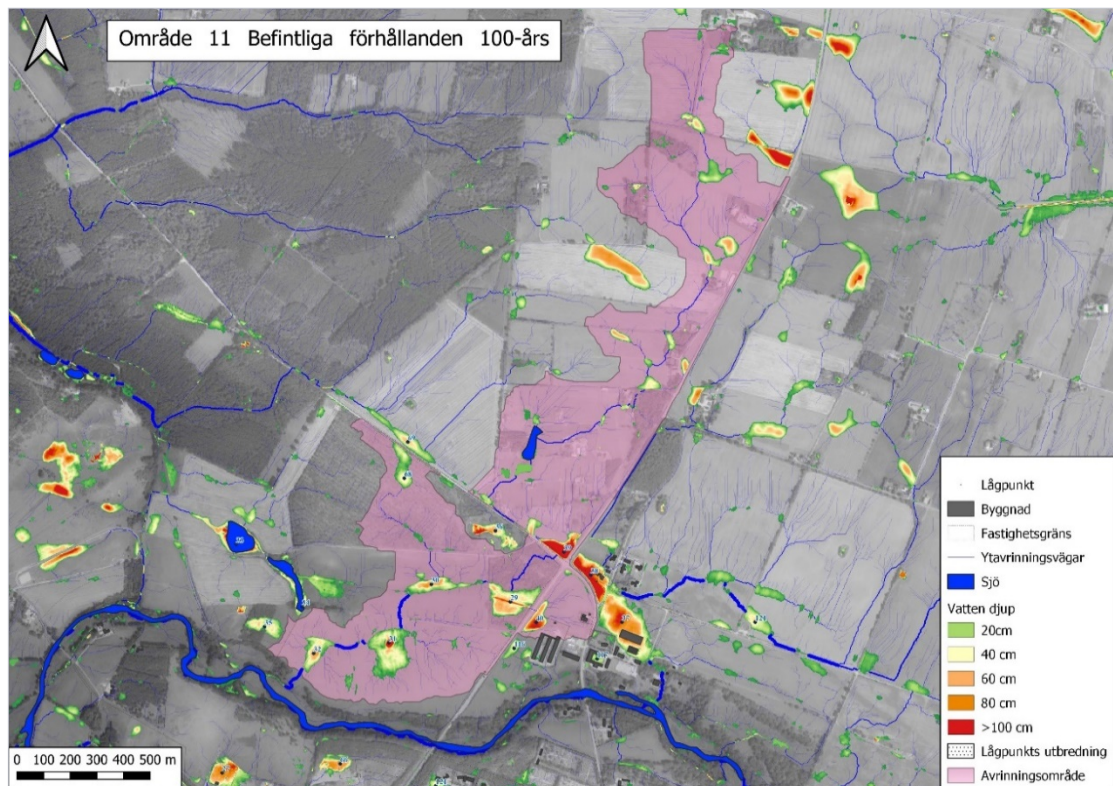 Område 11 Befintliga förhållanden 100-års
Lågpunkt
Byggnad
Fastighetsgräns
Ytavrinningsvägar
Sjö
Vatten djup
20cm
40 cm
60 cm
80 cm
>100 cm
Lågpunkts utbredning
Avrinningsområde
0 100 200 300 400 500 m